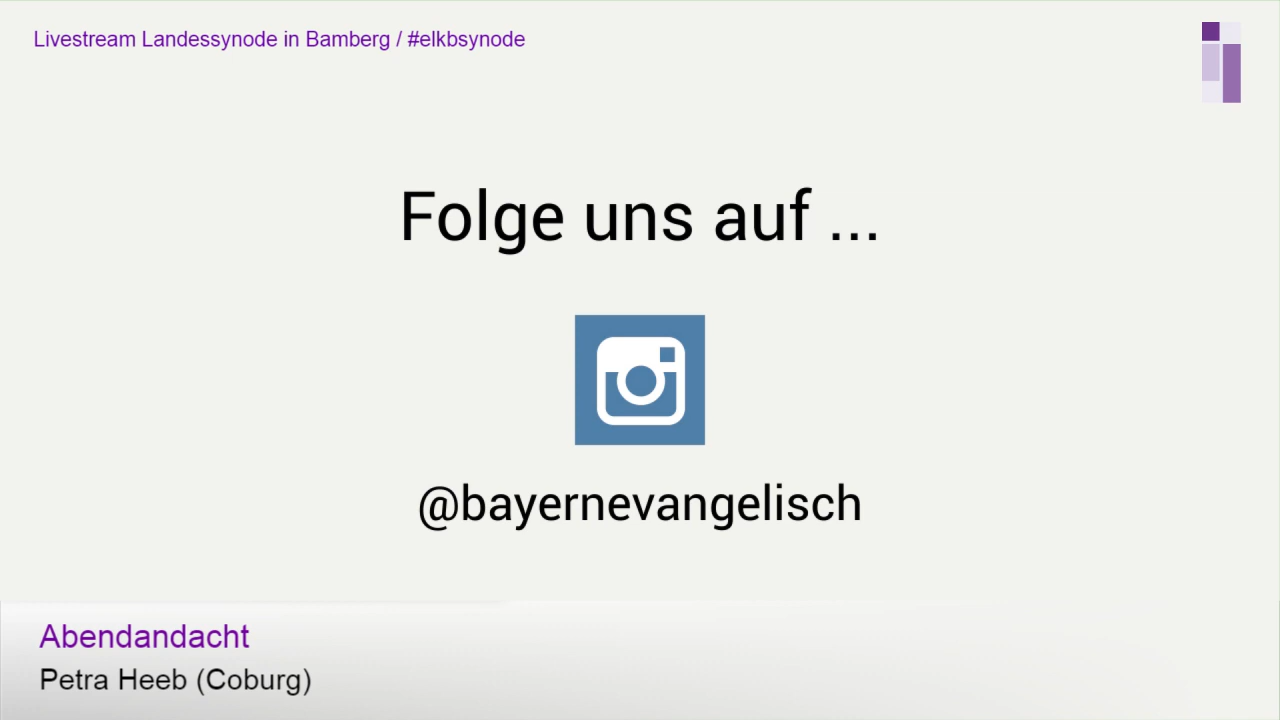 Livestream Landessynode in Bamberg / #elkbsynode
Folge uns auf ...
@bayernevangelisch
Abendandacht
Petra Heeb (Coburg)